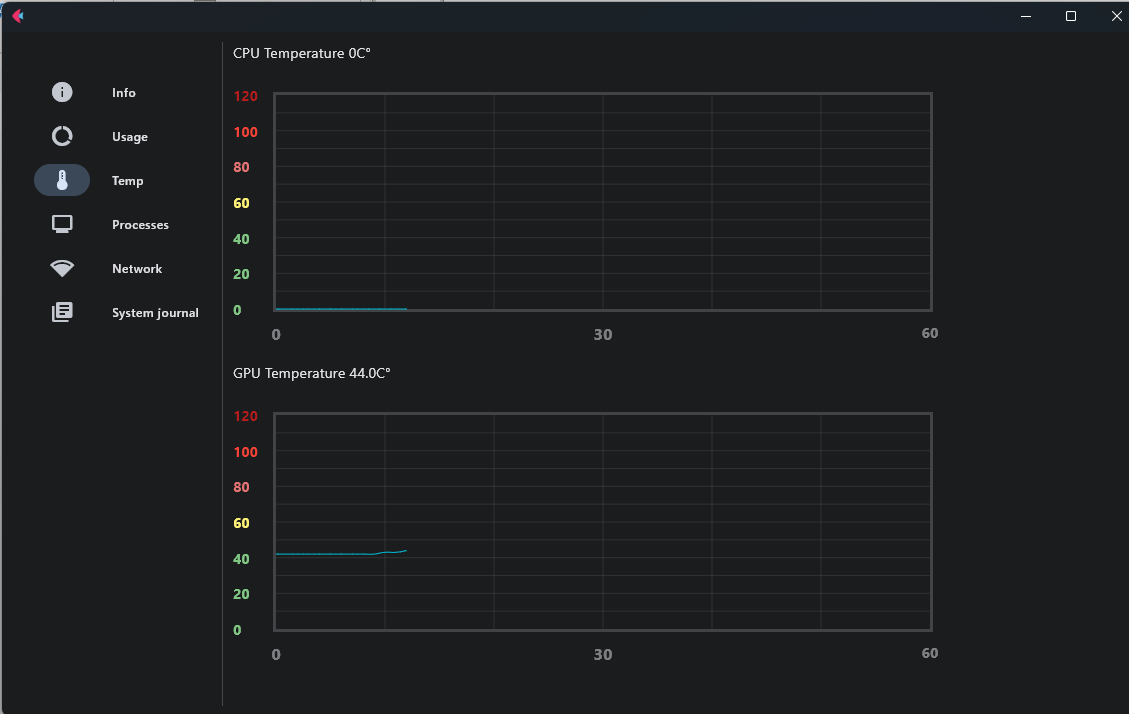 Info
Usage
Temp
Processes
Network
System journal
CPU Temperature 0C°
120
100
80
60
40
20
0
0 30 60
GPU Temperature 44.0C°
120
100
80
60
40
20
0
0 30 60